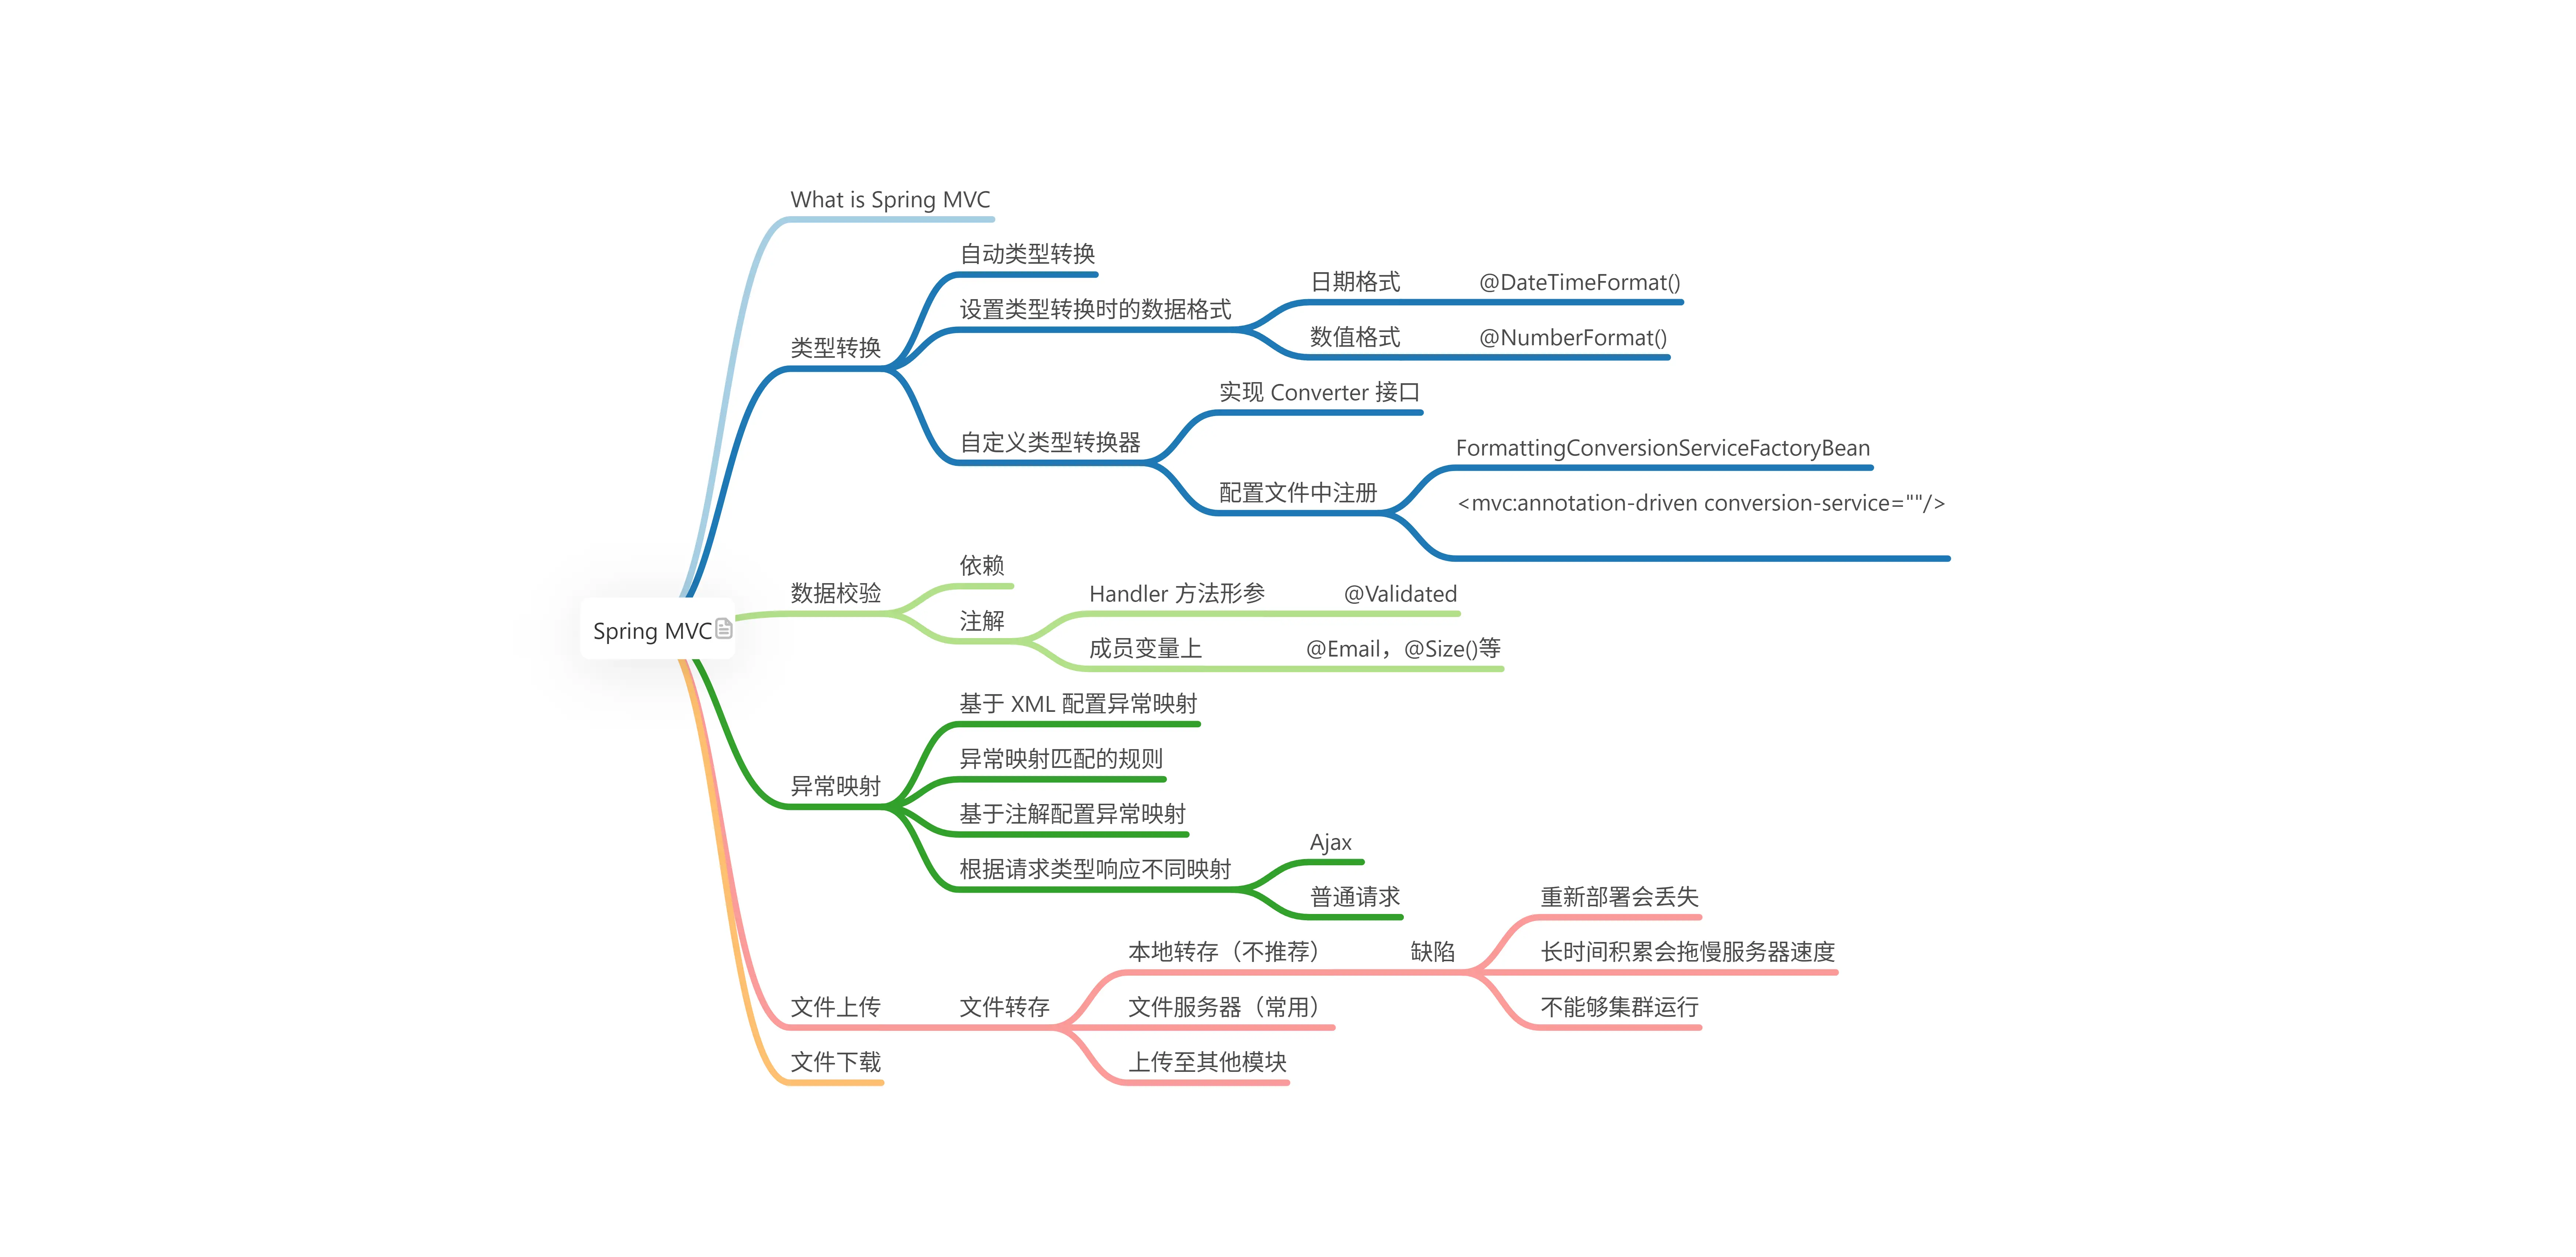 What is Spring MVC
自动类型转换
日期格式 @DateTimeFormat()
设置类型转换时的数据格式
数值格式 @NumberFormat()
类型转换
实现 Converter 接口
自定义类型转换器
FormattingConversionServiceFactoryBean
配置文件中注册
<mvc:annotation-driven conversion-service=""/>
依赖
数据校验
Handler 方法形参 @Validated
注解
成员变量上 @Email，@Size()等
Spring MVC
基于 XML 配置异常映射
异常映射匹配的规则
异常映射
基于注解配置异常映射
Ajax
根据请求类型响应不同映射
普通请求
重新部署会丢失
本地转存（不推荐） 缺陷
长时间积累会拖慢服务器速度
不能够集群运行
文件上传 文件转存
文件服务器（常用）
上传至其他模块
文件下载